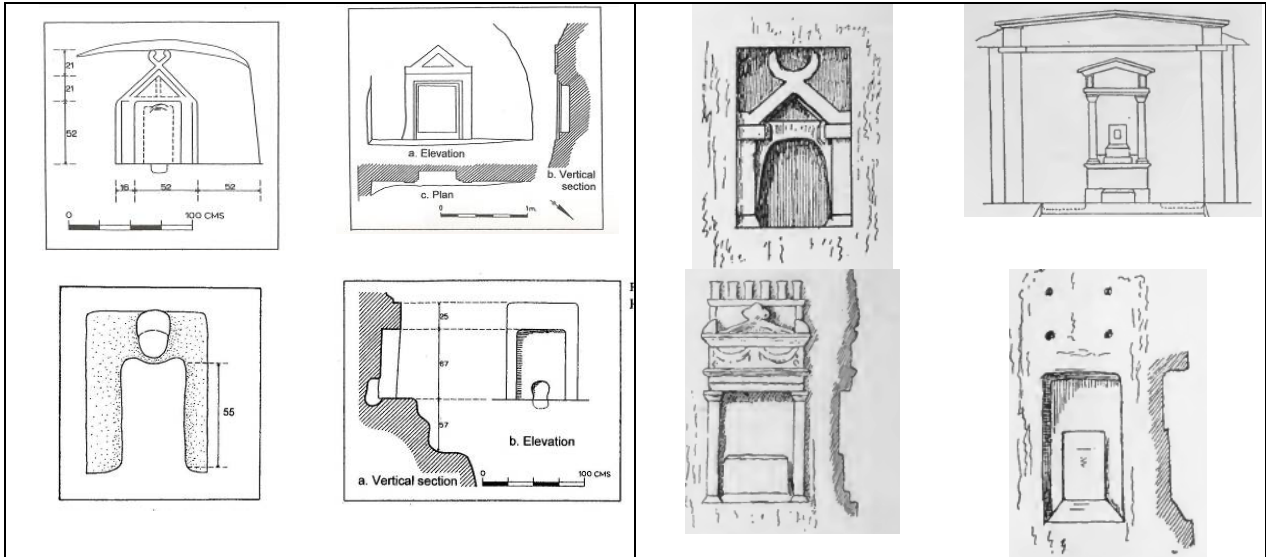 21
21
52
16 52 52
0 100 CMS
a. Elevation
b. Vertical
section
c. Plan
0 1m.
55
25
67
57
b. Elevation
a. Vertical section
0 100 CMS